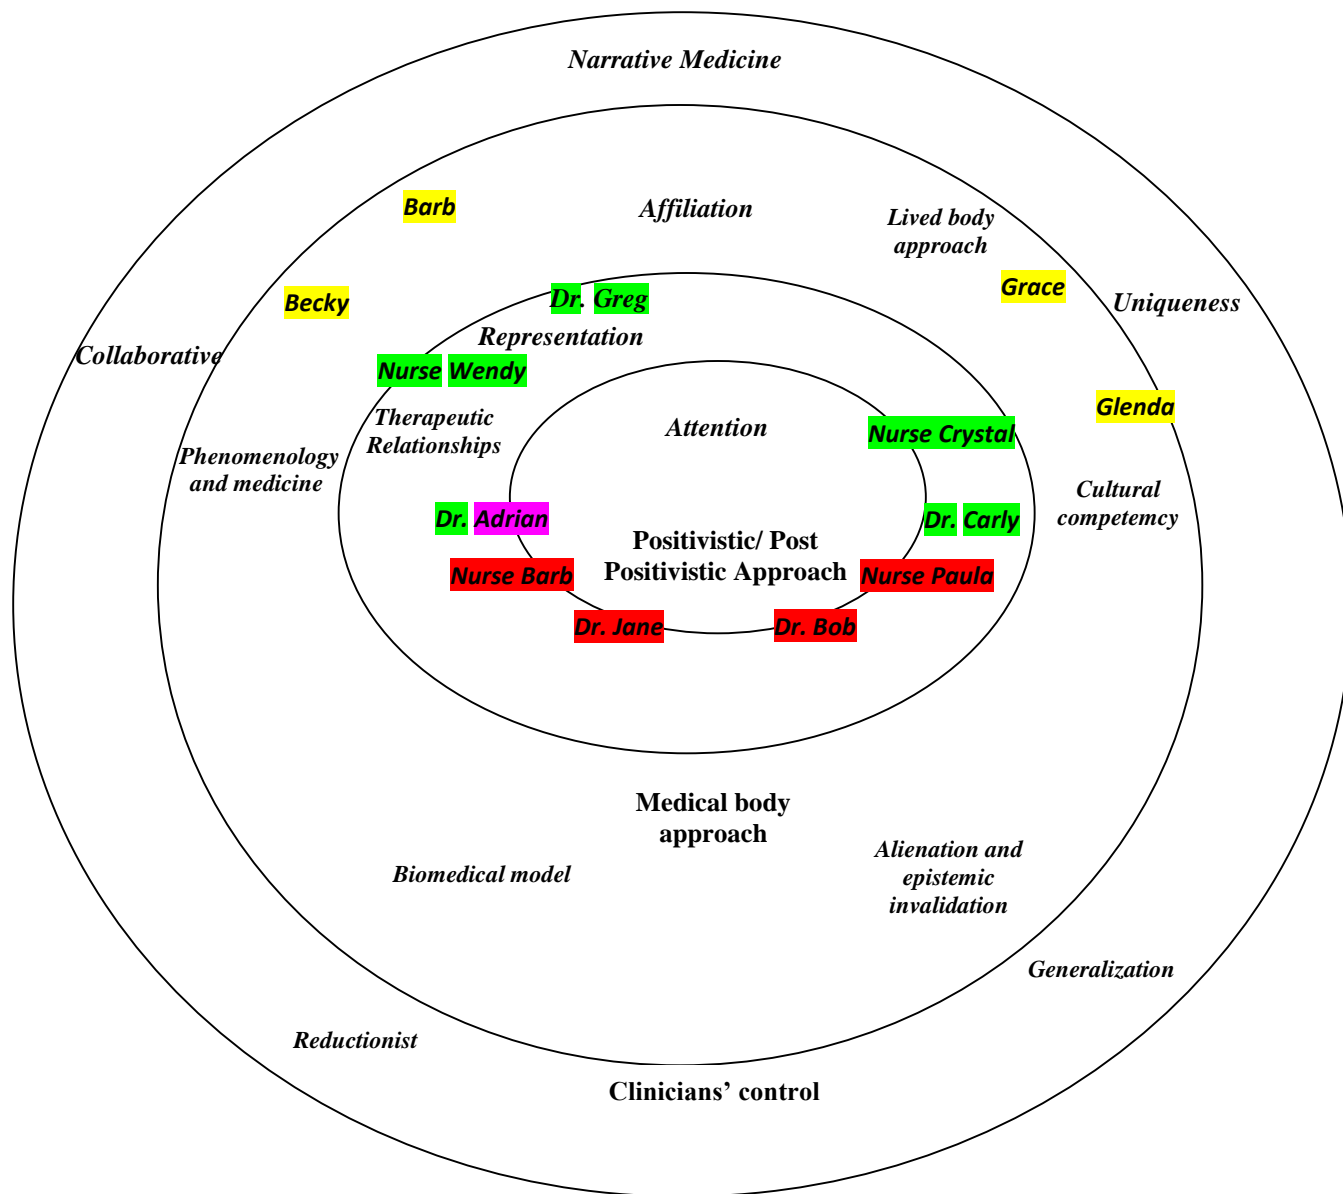 Narrative Medicine
Barb
Affiliation
Lived body
approach
Becky
Dr. Greg
Grace
Uniqueness
Representation
Collaborative
Nurse Wendy
Glenda
Therapeutic
Relationships
Attention
Nurse Crystal
Phenomenology
and medicine
Cultural
competemcy
Dr. Adrian
Dr. Carly
Positivistic/ Post
Positivistic Approach
Nurse Barb
Nurse Paula
Dr. Jane
Dr. Bob
Medical body
approach
Biomedical model
Alienation and
epistemic
invalidation
Generalization
Reductionist
Clinicians’ control